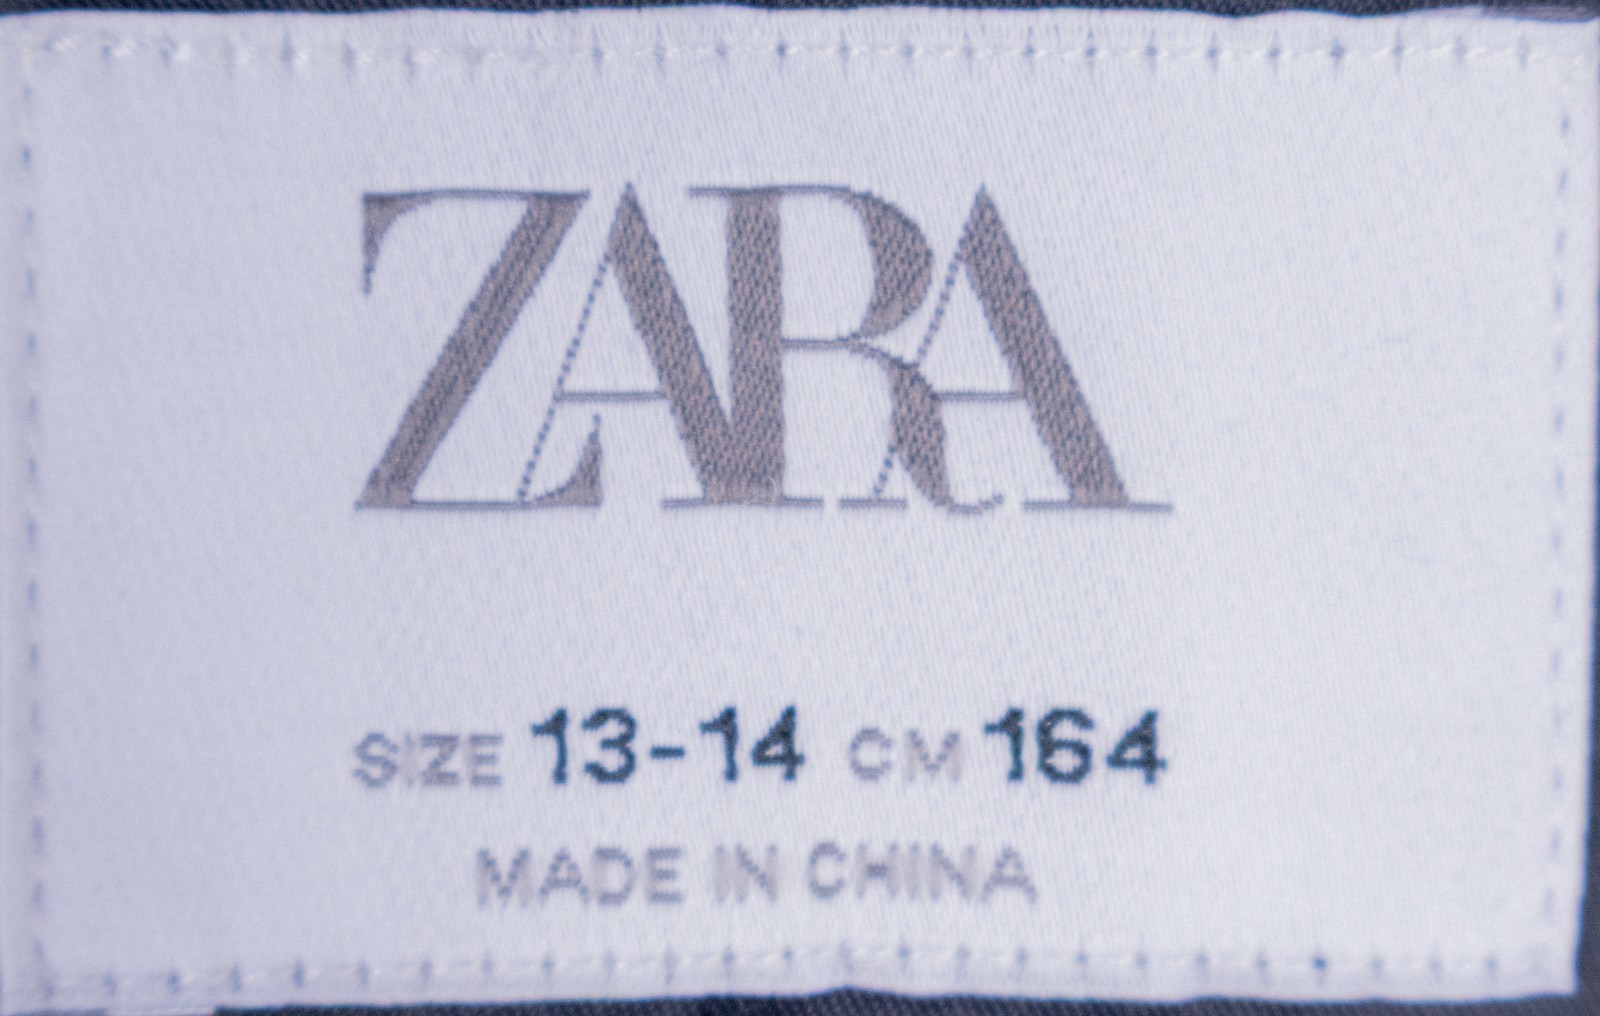 ZARA
SIZE 13-14 CM 164
MADE IN CHINA